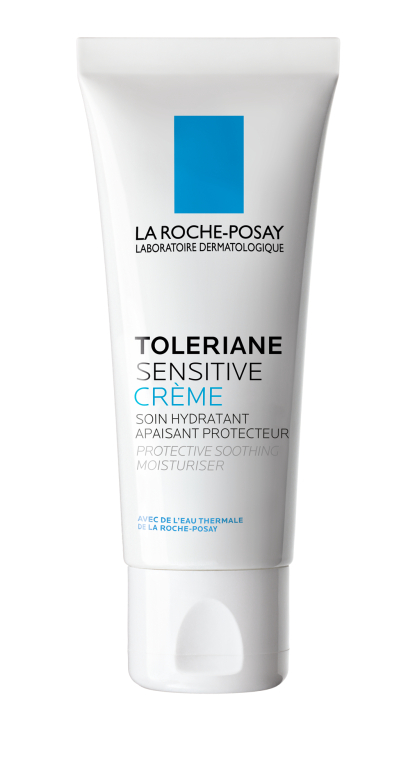 LA ROCHE-POSAY
LABORATOIRE DERMATOLOGIQUE
TOLERIANE
SENSITIVE
CRÈME
SOIN HYDRATANT
APAISANT PROTECTEUR
PROTECTIVE SOOTHING
MOISTURISER
AVEC DE L'EAU THERMALE
DE LA ROCHE-POSAY